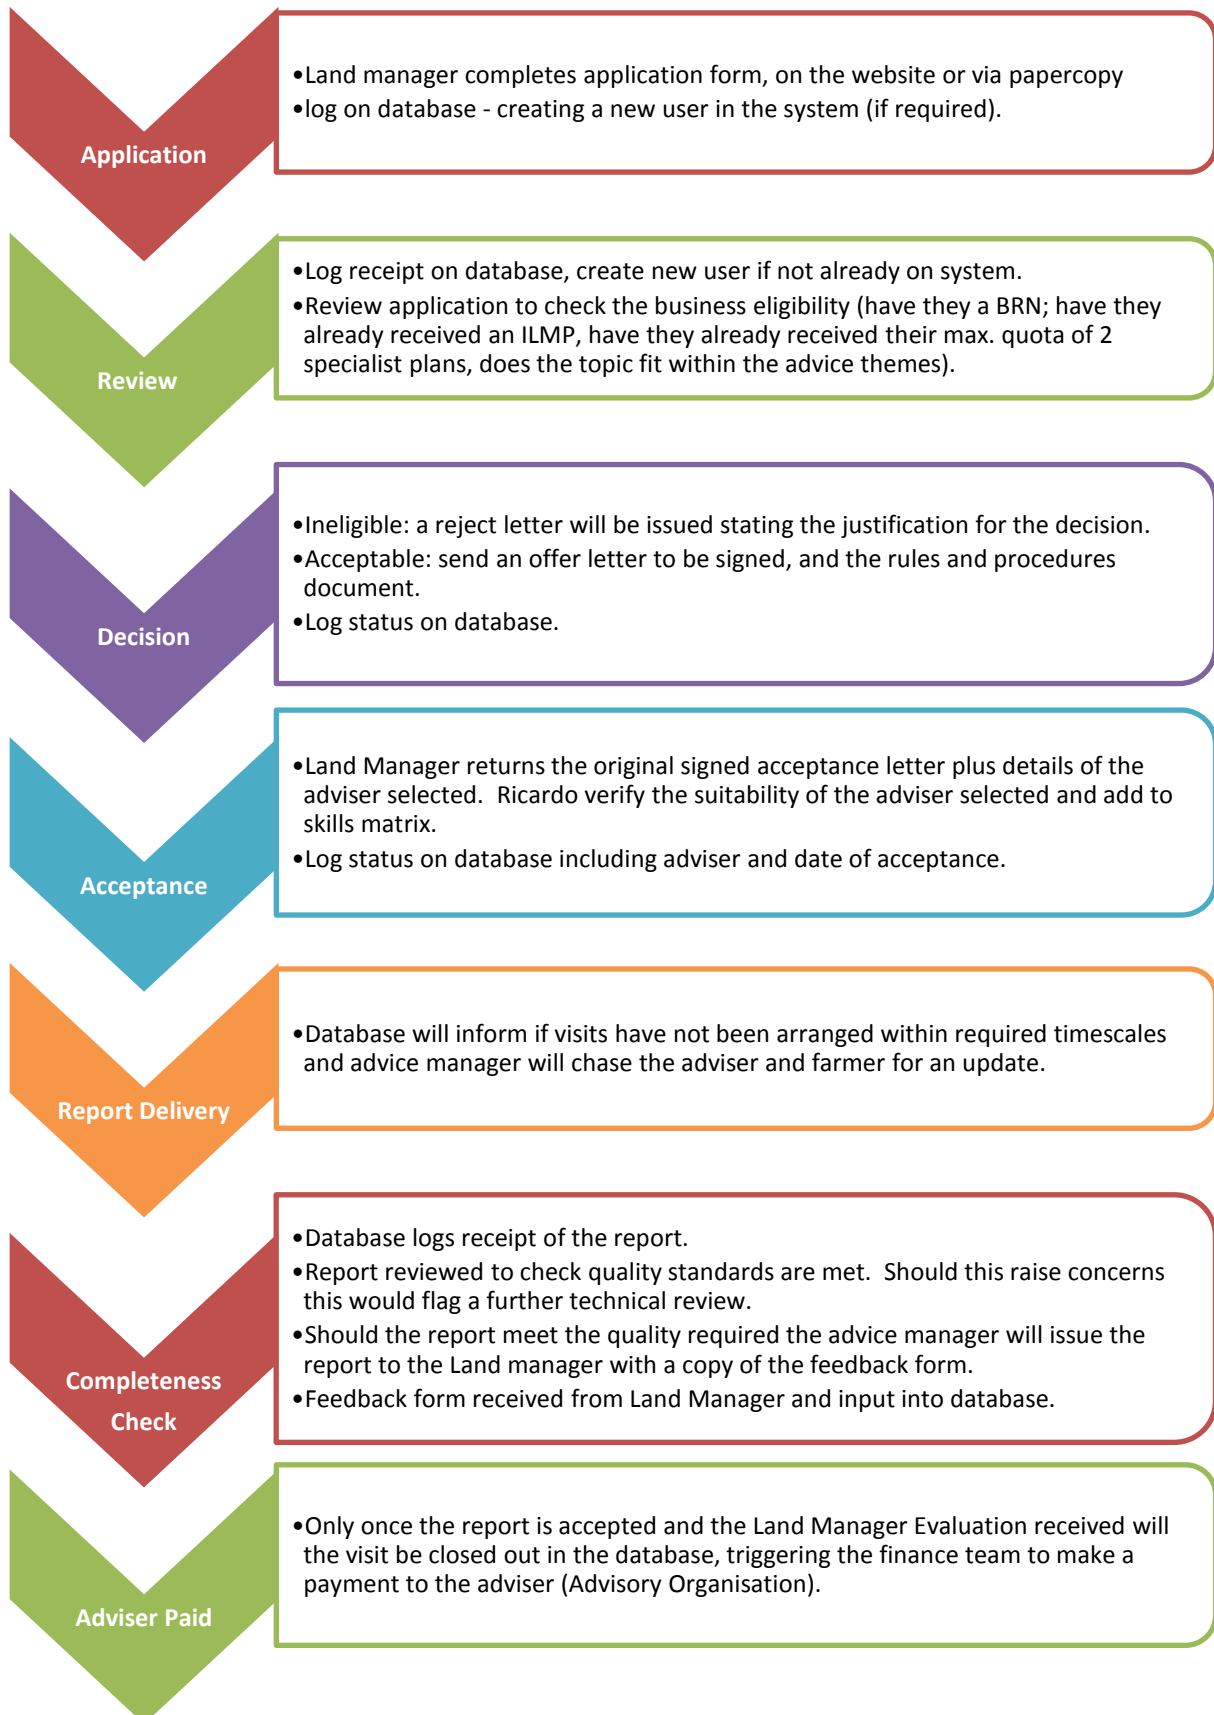 •Land manager completes application form, on the website or via papercopy
•log on database - creating a new user in the system (if required).
Application
•Log receipt on database, create new user if not already on system.
•Review application to check the business eligibility (have they a BRN; have they
already received an ILMP, have they already received their max. quota of 2
specialist plans, does the topic fit within the advice themes).
Review
•Ineligible: a reject letter will be issued stating the justification for the decision.
•Acceptable: send an offer letter to be signed, and the rules and procedures
document.
•Log status on database.
Decision
•Land Manager returns the original signed acceptance letter plus details of the
adviser selected.  Ricardo verify the suitability of the adviser selected and add to
skills matrix.
•Log status on database including adviser and date of acceptance.
Acceptance
•Database will inform if visits have not been arranged within required timescales
and advice manager will chase the adviser and farmer for an update.
Report Delivery
•Database logs receipt of the report.
•Report reviewed to check quality standards are met.  Should this raise concerns
this would flag a further technical review.
•Should the report meet the quality required the advice manager will issue the
report to the Land manager with a copy of the feedback form.
•Feedback form received from Land Manager and input into database.
Completeness
Check
•Only once the report is accepted and the Land Manager Evaluation received will
the visit be closed out in the database, triggering the finance team to make a
payment to the adviser (Advisory Organisation).
Adviser Paid